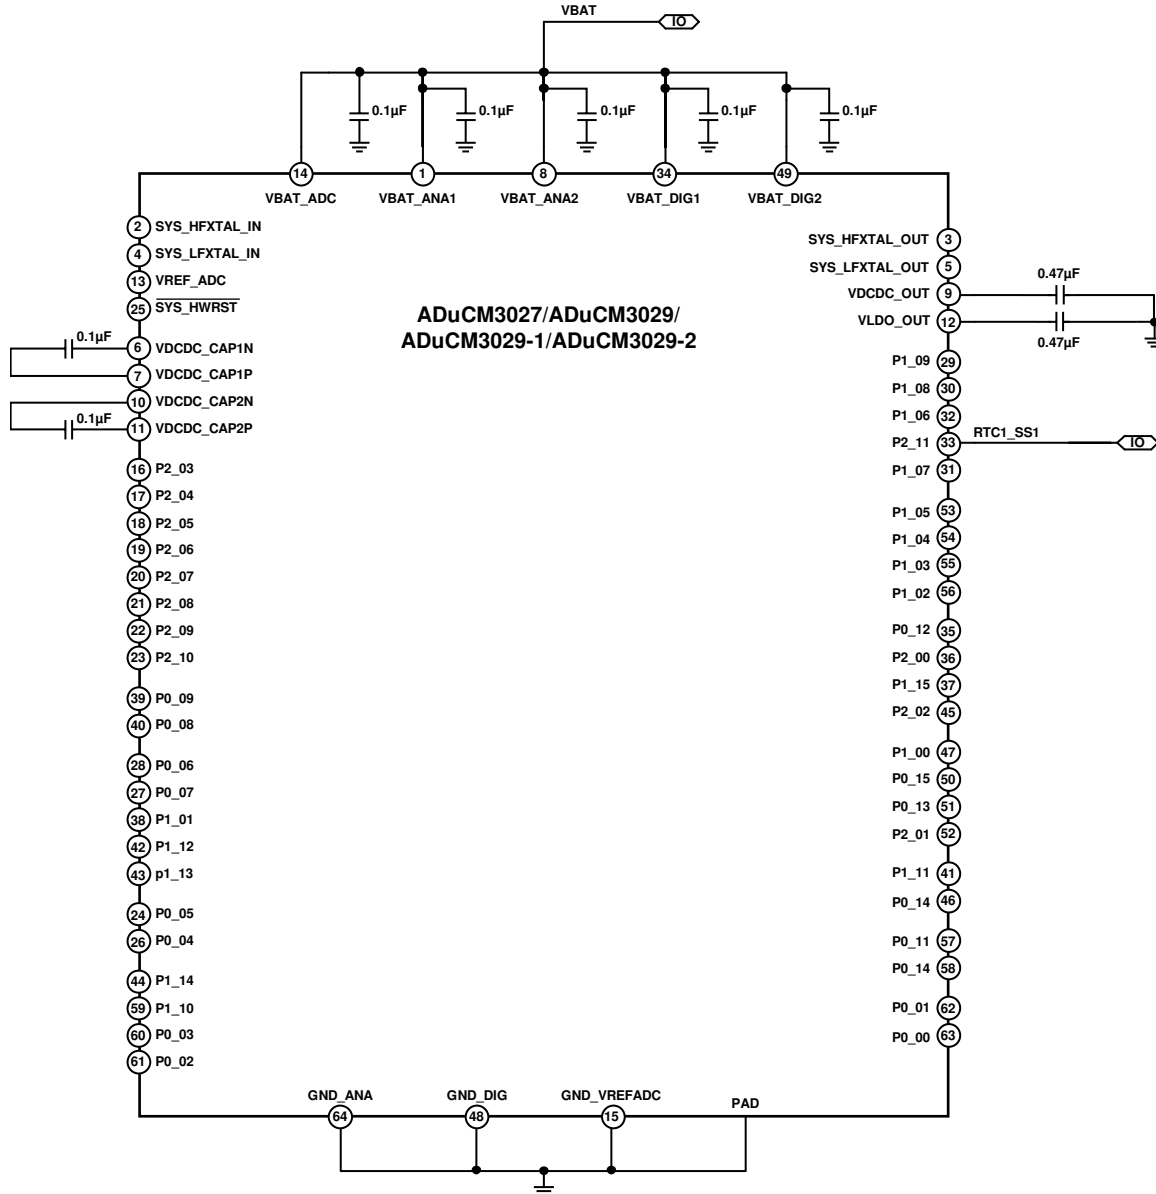 VBAT
IO
0.1µF
0.1µF
0.1µF
0.1µF
0.1µF
14
1
8
34
49
VBAT_ADC
VBAT_ANA1
VBAT_ANA2
VBAT_DIG1
VBAT_DIG2
ADuCM3027/ADuCM3029/
ADuCM3029-1/ADuCM3029-2
2 SYS_HFXTAL_IN
4 SYS_LFXTAL_IN
13 VREF_ADC
25 SYS_HWRST
0.1µF
6 VDCDC_CAP1N
7 VDCDC_CAP1P
10 VDCDC_CAP2N
0.1µF
11 VDCDC_CAP2P
16 P2_03
17 P2_04
18 P2_05
19 P2_06
20 P2_07
21 P2_08
22 P2_09
23 P2_10
39 P0_09
40 P0_08
28 P0_06
27 P0_07
38 P1_01
42 P1_12
43 p1_13
24 P0_05
26 P0_04
44 P1_14
59 P1_10
60 P0_03
61 P0_02
SYS_HFXTAL_OUT 3
SYS_LFXTAL_OUT 5
0.47µF
VDCDC_OUT 9
VLDO_OUT 12
0.47µF
P1_09 29
P1_08 30
P1_06 32
P2_11 33
RTC1_SS1
IO
P1_07 31
P1_05 53
P1_04 54
P1_03 55
P1_02 56
P0_12 35
P2_00 36
P1_15 37
P2_02 45
P1_00 47
P0_15 50
P0_13 51
P2_01 52
P1_11 41
P0_14 46
P0_11 57
P0_14 58
P0_01 62
P0_00 63
GND_ANA
GND_DIG
GND_VREFADC
PAD
64
48
15